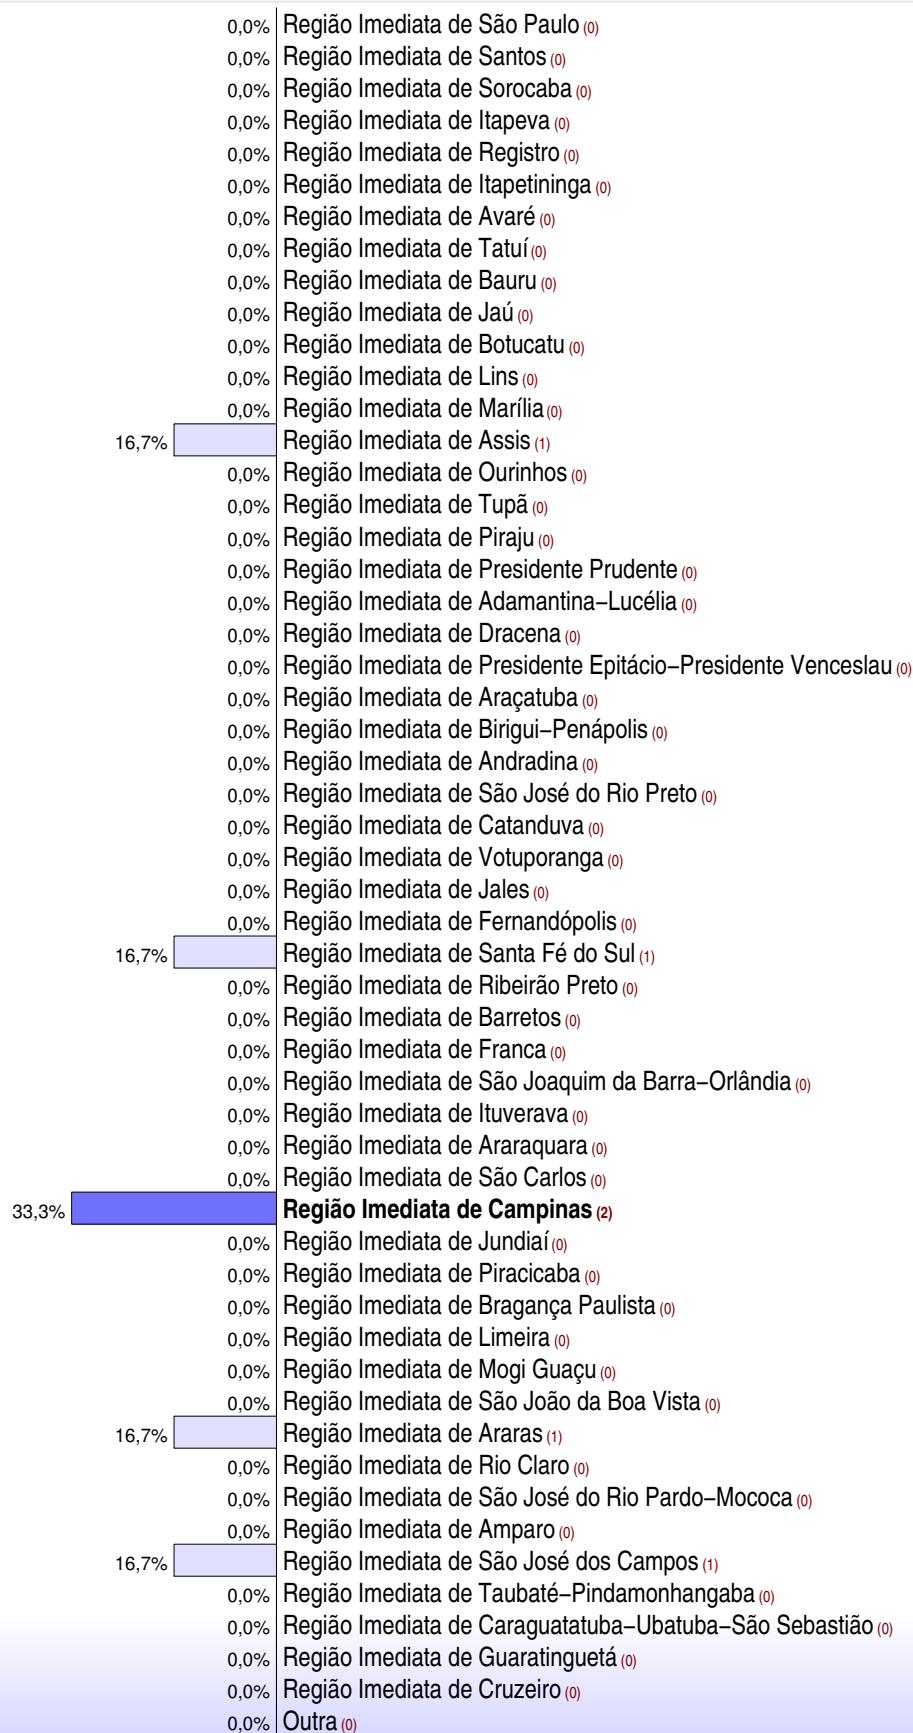 0,0% Região Imediata de São Paulo (0)
0,0% Região Imediata de Santos (0)
0,0% Região Imediata de Sorocaba (0)
0,0% Região Imediata de Itapeva (0)
0,0% Região Imediata de Registro (0)
0,0% Região Imediata de Itapetininga (0)
0,0% Região Imediata de Avaré (0)
0,0% Região Imediata de Tatuí (0)
0,0% Região Imediata de Bauru (0)
0,0% Região Imediata de Jaú (0)
0,0% Região Imediata de Botucatu (0)
0,0% Região Imediata de Lins (0)
0,0% Região Imediata de Marília (0)
16,7% Região Imediata de Assis (1)
0,0% Região Imediata de Ourinhos (0)
0,0% Região Imediata de Tupã (0)
0,0% Região Imediata de Piraju (0)
0,0% Região Imediata de Presidente Prudente (0)
0,0% Região Imediata de Adamantina−Lucélia (0)
0,0% Região Imediata de Dracena (0)
0,0% Região Imediata de Presidente Epitácio−Presidente Venceslau (0)
0,0% Região Imediata de Araçatuba (0)
0,0% Região Imediata de Birigui−Penápolis (0)
0,0% Região Imediata de Andradina (0)
0,0% Região Imediata de São José do Rio Preto (0)
0,0% Região Imediata de Catanduva (0)
0,0% Região Imediata de Votuporanga (0)
0,0% Região Imediata de Jales (0)
0,0% Região Imediata de Fernandópolis (0)
16,7% Região Imediata de Santa Fé do Sul (1)
0,0% Região Imediata de Ribeirão Preto (0)
0,0% Região Imediata de Barretos (0)
0,0% Região Imediata de Franca (0)
0,0% Região Imediata de São Joaquim da Barra−Orlândia (0)
0,0% Região Imediata de Ituverava (0)
0,0% Região Imediata de Araraquara (0)
0,0% Região Imediata de São Carlos (0)
33,3% Região Imediata de Campinas (2)
0,0% Região Imediata de Jundiaí (0)
0,0% Região Imediata de Piracicaba (0)
0,0% Região Imediata de Bragança Paulista (0)
0,0% Região Imediata de Limeira (0)
0,0% Região Imediata de Mogi Guaçu (0)
0,0% Região Imediata de São João da Boa Vista (0)
16,7% Região Imediata de Araras (1)
0,0% Região Imediata de Rio Claro (0)
0,0% Região Imediata de São José do Rio Pardo−Mococa (0)
0,0% Região Imediata de Amparo (0)
16,7% Região Imediata de São José dos Campos (1)
0,0% Região Imediata de Taubaté−Pindamonhangaba (0)
0,0% Região Imediata de Caraguatatuba−Ubatuba−São Sebastião (0)
0,0% Região Imediata de Guaratinguetá (0)
0,0% Região Imediata de Cruzeiro (0)
0,0% Outra (0)